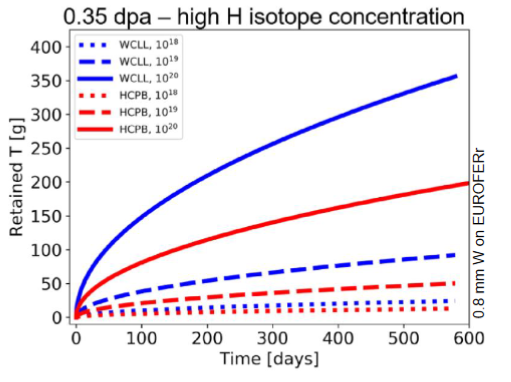 0.35 dpa – high H isotope concentration
400
350
300
250
200
150
100
50
0
Retained T [g]
WCLL, 10¹⁸
WCLL, 10¹⁹
WCLL, 10²⁰
HCPB, 10¹⁸
HCPB, 10¹⁹
HCPB, 10²⁰
0 100 200 300 400 500 600
Time [days]
0.8 mm W on EUROFERr